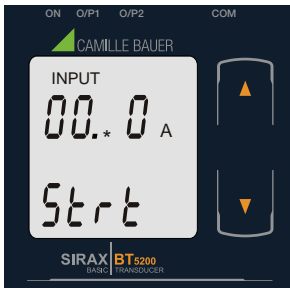 ON O/P1 O/P2 COM
CAMILLE BAUER
INPUT
00.* 0 A
Strt
SIRAX BT5200
BASIC TRANSDUCER